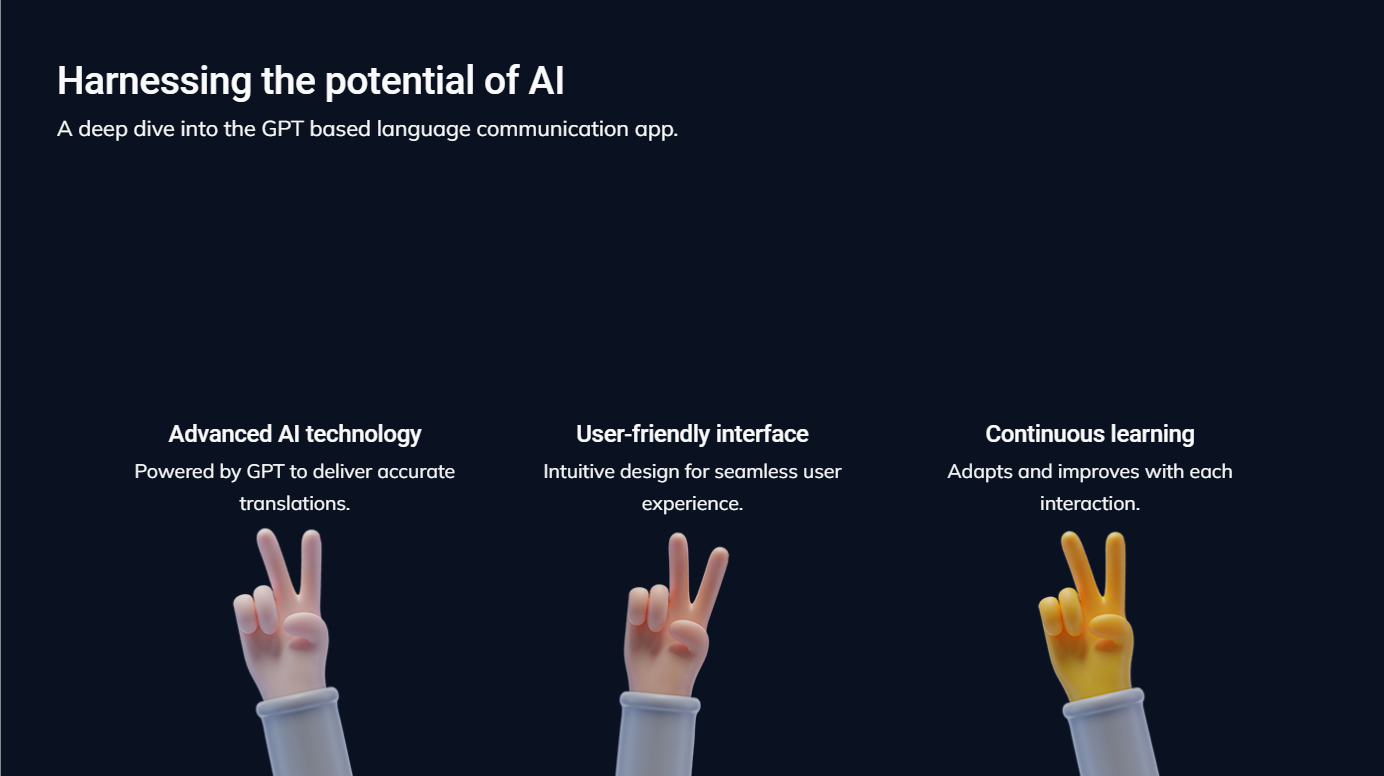 Harnessing the potential of AI
A deep dive into the GPT based language communication app.
Advanced AI technology
Powered by GPT to deliver accurate
translations.
User-friendly interface
Intuitive design for seamless user
experience.
Continuous learning
Adapts and improves with each
interaction.